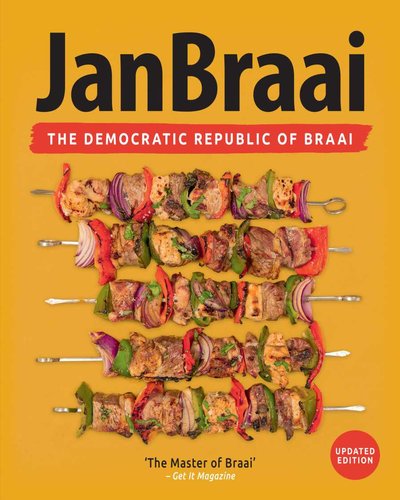 JanBraai
THE DEMOCRATIC REPUBLIC OF BRAAI
'The Master of Braai'
– Get It Magazine
UPDATED
EDITION